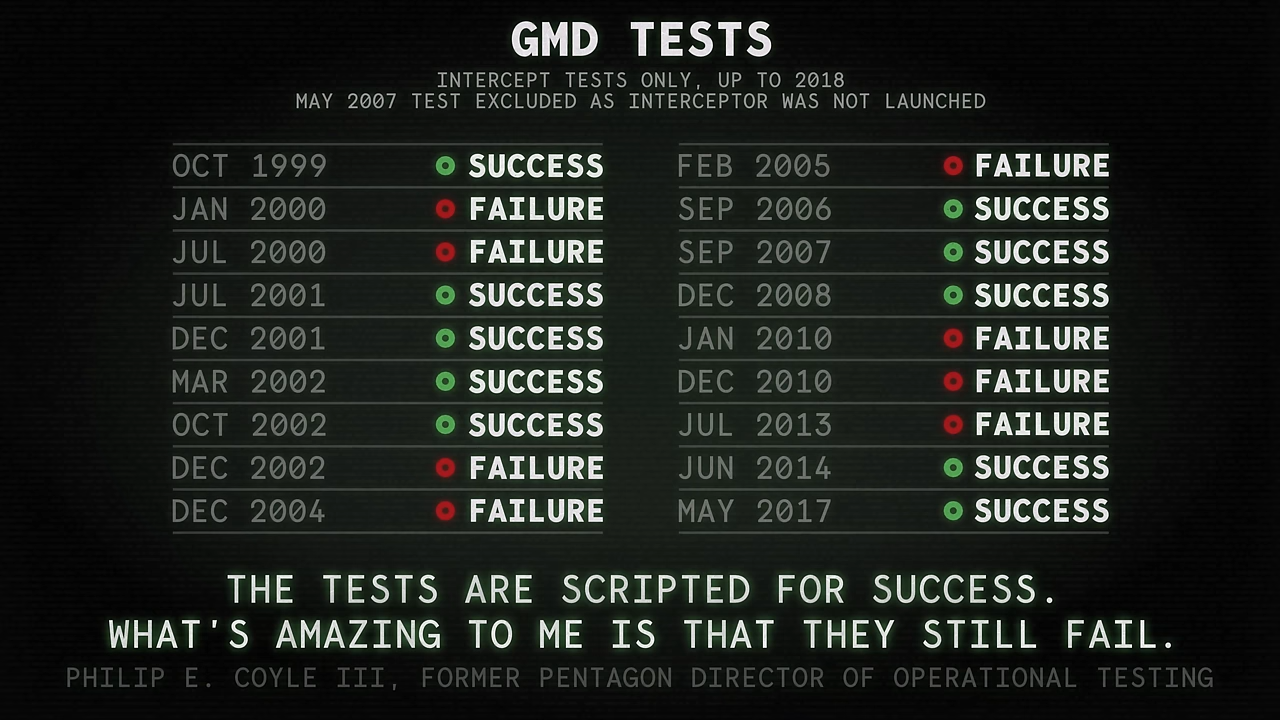 GMD TESTS
INTERCEPT TESTS ONLY, UP TO 2018
MAY 2007 TEST EXCLUDED AS INTERCEPTOR WAS NOT LAUNCHED
OCT 1999 SUCCESS
JAN 2000 FAILURE
JUL 2000 FAILURE
JUL 2001 SUCCESS
DEC 2001 SUCCESS
MAR 2002 SUCCESS
OCT 2002 SUCCESS
DEC 2002 FAILURE
DEC 2004 FAILURE
FEB 2005 FAILURE
SEP 2006 SUCCESS
SEP 2007 SUCCESS
DEC 2008 SUCCESS
JAN 2010 FAILURE
DEC 2010 FAILURE
JUL 2013 FAILURE
JUN 2014 SUCCESS
MAY 2017 SUCCESS
THE TESTS ARE SCRIPTED FOR SUCCESS.
WHAT'S AMAZING TO ME IS THAT THEY STILL FAIL.
PHILIP E. COYLE III, FORMER PENTAGON DIRECTOR OF OPERATIONAL TESTING